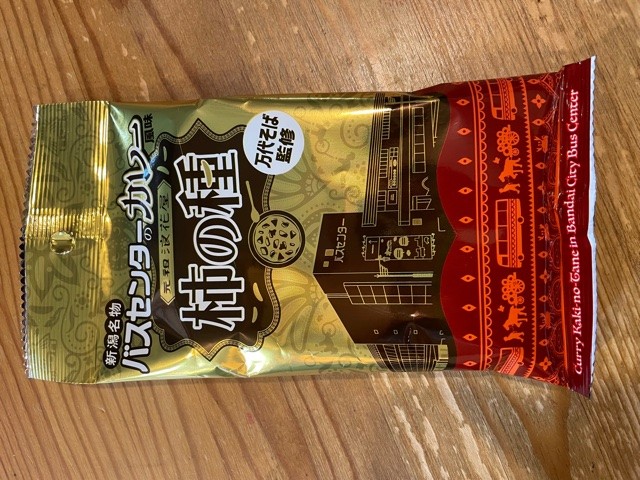 新潟名物
バスセンターのカレー風味
元祖浪花屋
柿の種
万代そば
監修
バスセンター
Curry Kaki-no-Tane in Bandai City Bus Center